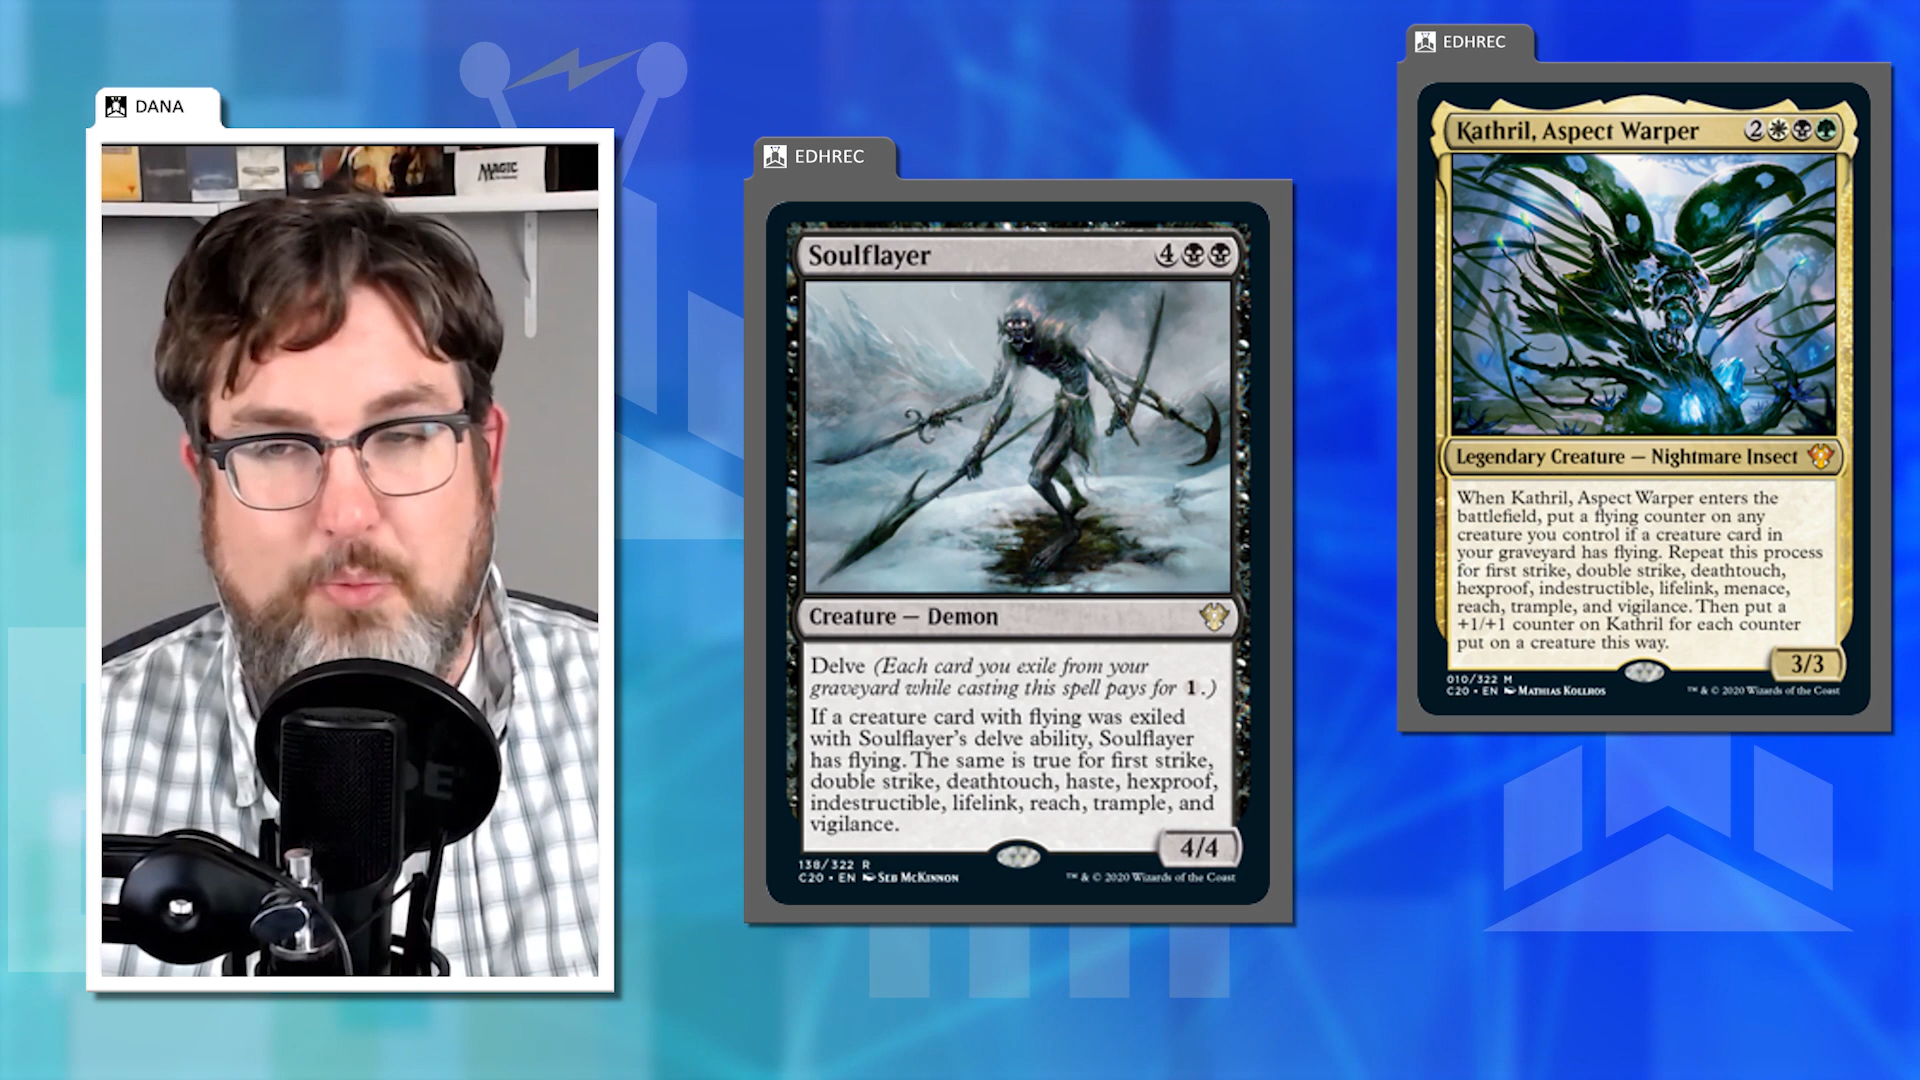 DANA
MAGIC
EDHREC
Soulflayer 4
Creature — Demon
Delve (Each card you exile from your
graveyard while casting this spell pays for 1.)
If a creature card with flying was exiled
with Soulflayer's delve ability, Soulflayer
has flying. The same is true for first strike,
double strike, deathtouch, haste, hexproof,
indestructible, lifelink, reach, trample, and
vigilance.
4/4
138/322 R
C20 • EN SEB MCKINNON
™ & © 2020 Wizards of the Coast
EDHREC
Kathril, Aspect Warper 2
Legendary Creature — Nightmare Insect
When Kathril, Aspect Warper enters the
battlefield, put a flying counter on any
creature you control if a creature card in
your graveyard has flying. Repeat this process
for first strike, double strike, deathtouch,
hexproof, indestructible, lifelink, menace,
reach, trample, and vigilance. Then put a
+1/+1 counter on Kathril for each counter
put on a creature this way.
3/3
010/322 M
C20 • EN MATHIAS KOLLROS
™ & © 2020 Wizards of the Coast